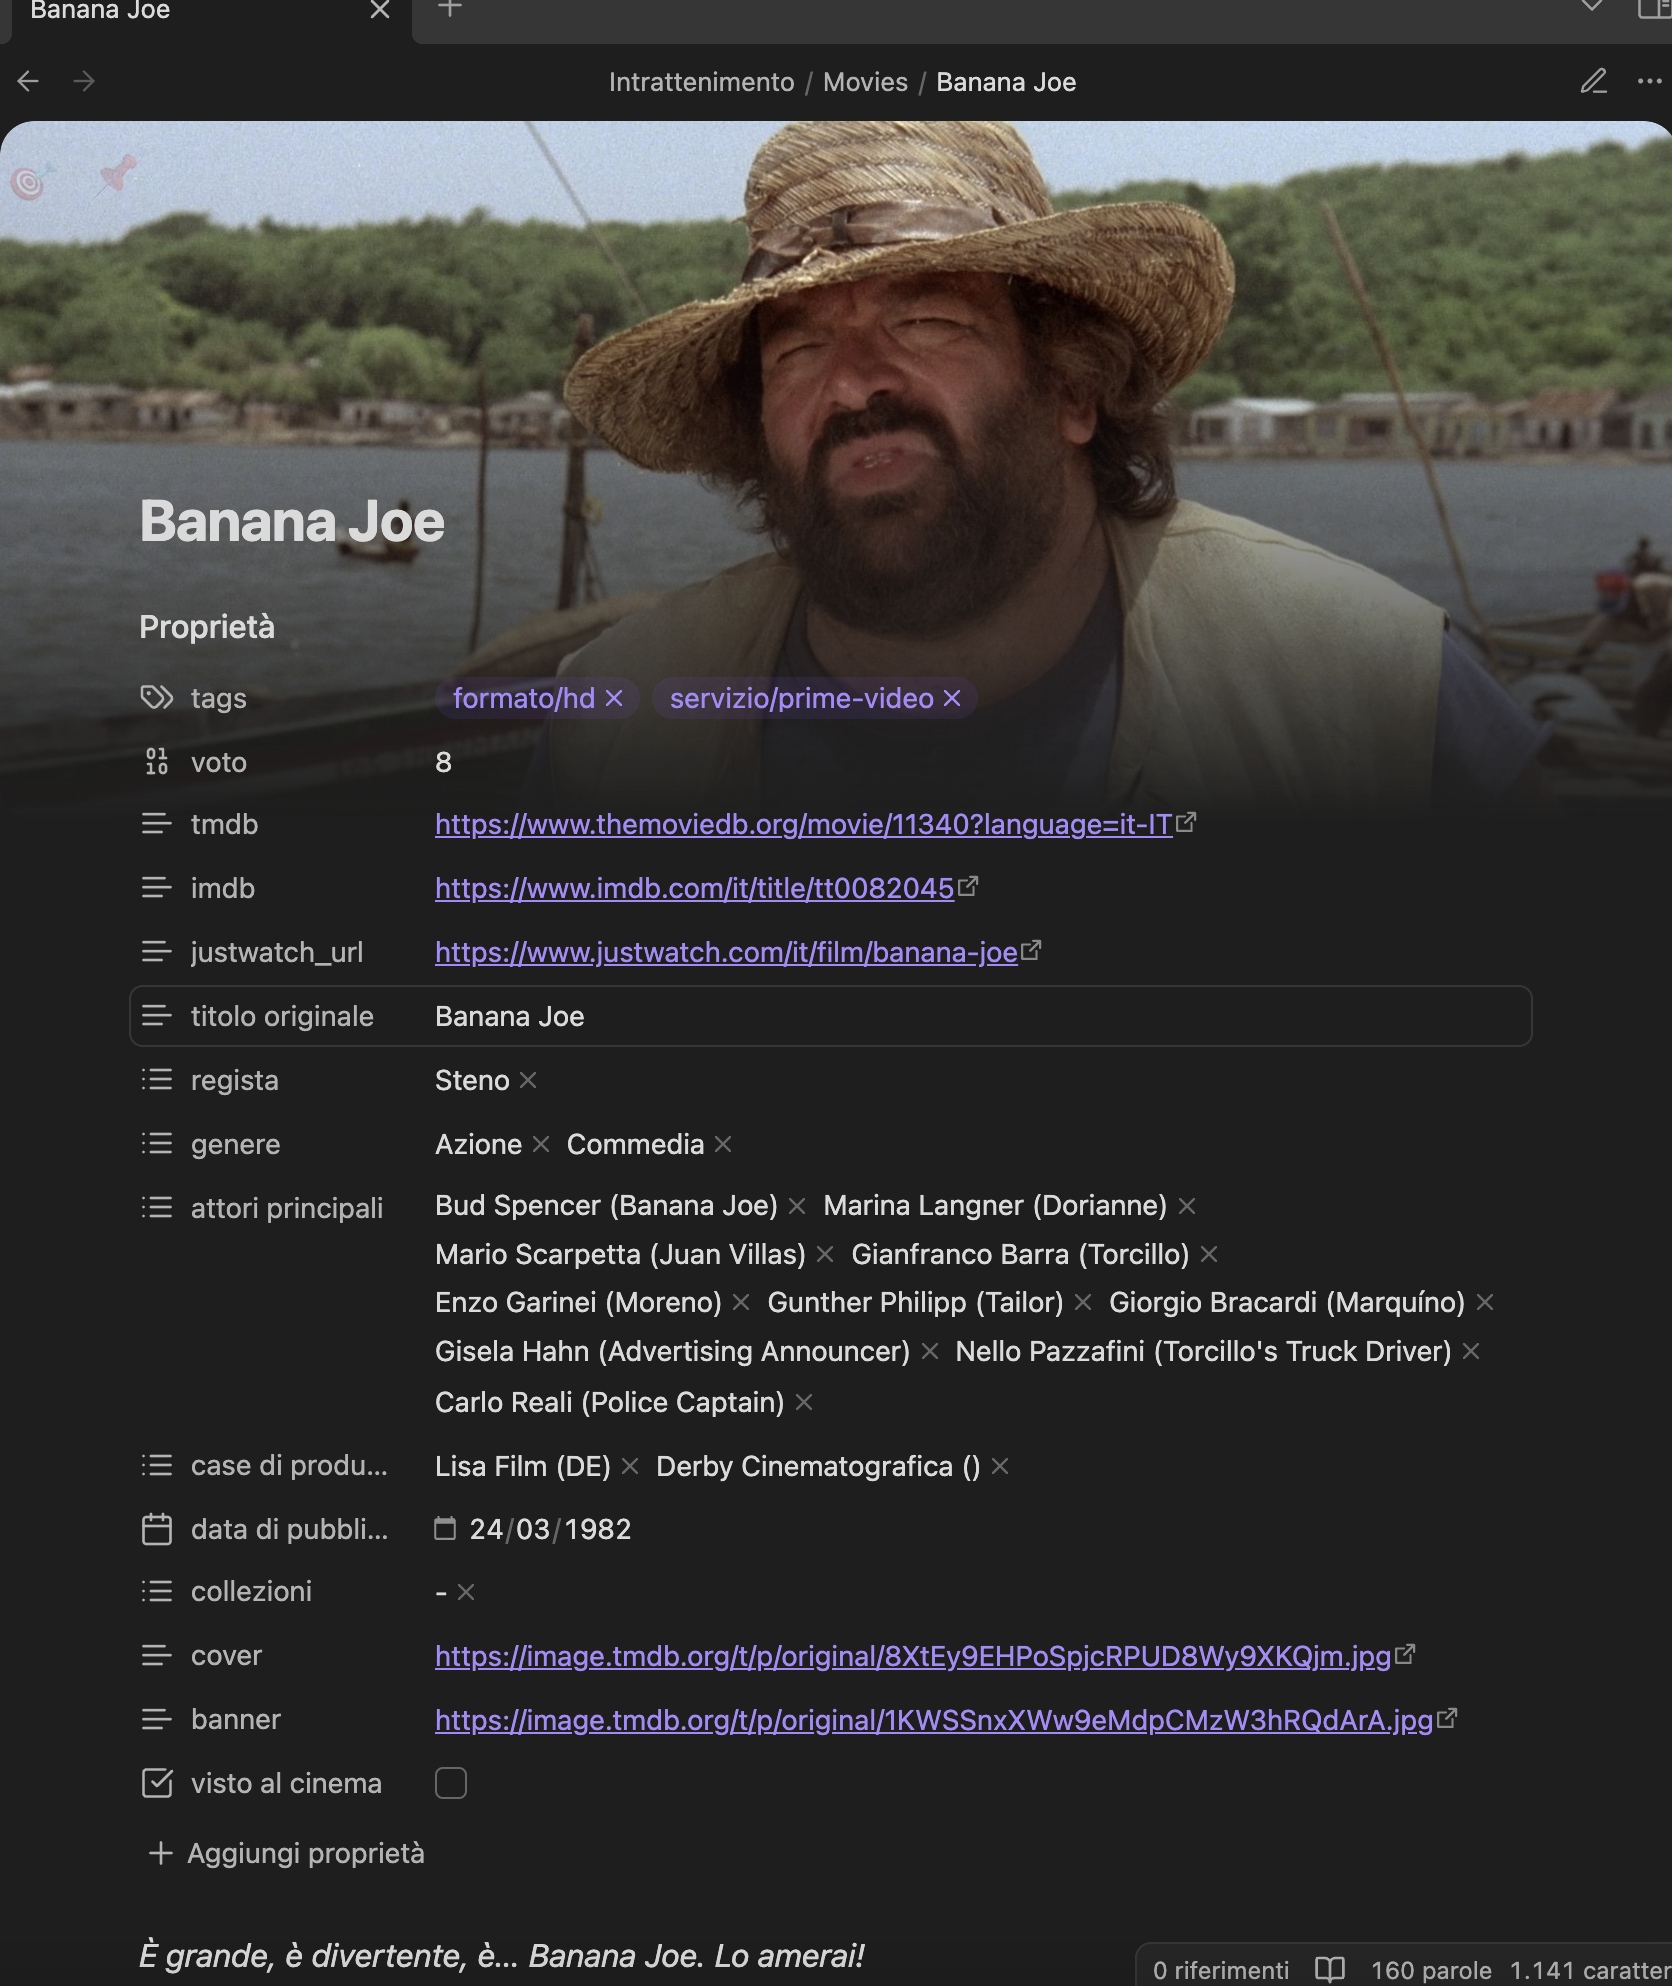 Banana Joe
Intrattenimento / Movies / Banana Joe
Banana Joe
Proprietà
tags formato/hd servizio/prime-video
voto 8
tmdb https://www.themoviedb.org/movie/11340?language=it-IT
imdb https://www.imdb.com/it/title/tt0082045
justwatch_url https://www.justwatch.com/it/film/banana-joe
titolo originale Banana Joe
regista Steno
genere Azione Commedia
attori principali Bud Spencer (Banana Joe) Marina Langner (Dorianne)
Mario Scarpetta (Juan Villas) Gianfranco Barra (Torcillo)
Enzo Garinei (Moreno) Gunther Philipp (Tailor) Giorgio Bracardi (Marquíno)
Gisela Hahn (Advertising Announcer) Nello Pazzafini (Torcillo's Truck Driver)
Carlo Reali (Police Captain)
case di produ... Lisa Film (DE) Derby Cinematografica ()
data di pubbli... 24/03/1982
collezioni -
cover https://image.tmdb.org/t/p/original/8XtEy9EHPoSpjcRPUD8Wy9XKQjm.jpg
banner https://image.tmdb.org/t/p/original/1KWSSnxXWw9eMdpCMzW3hRQdArA.jpg
visto al cinema
Aggiungi proprietà
È grande, è divertente, è... Banana Joe. Lo amerai!
0 riferimenti 160 parole 1.141 caratter